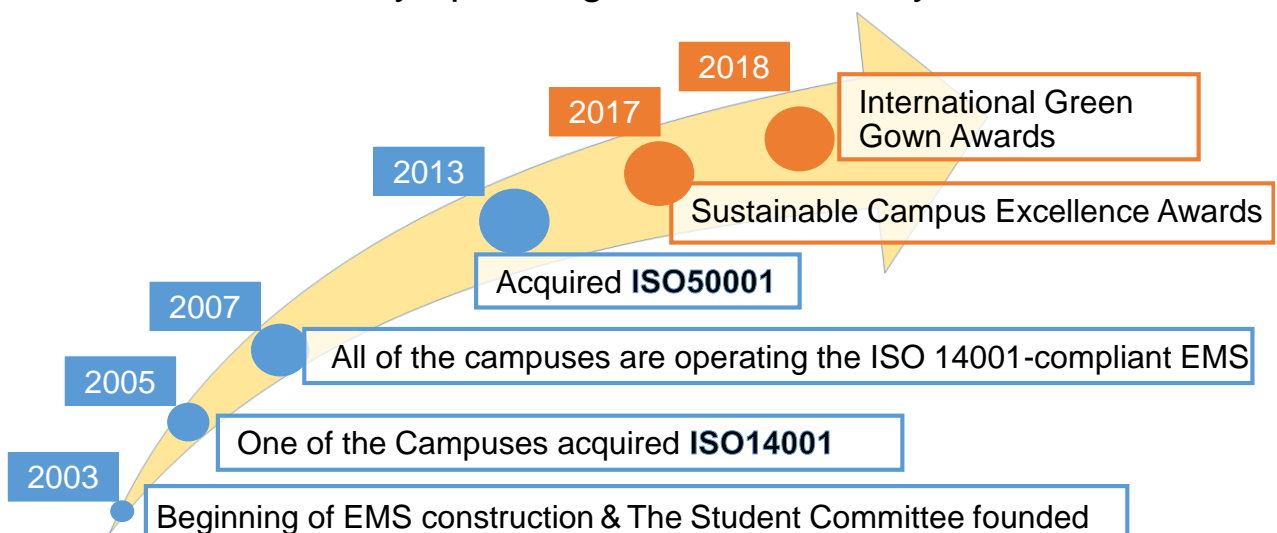 2018
International Green
Gown Awards
2017
Sustainable Campus Excellence Awards
2013
Acquired ISO50001
2007
All of the campuses are operating the ISO 14001-compliant EMS
2005
One of the Campuses acquired ISO14001
2003
Beginning of EMS construction & The Student Committee founded